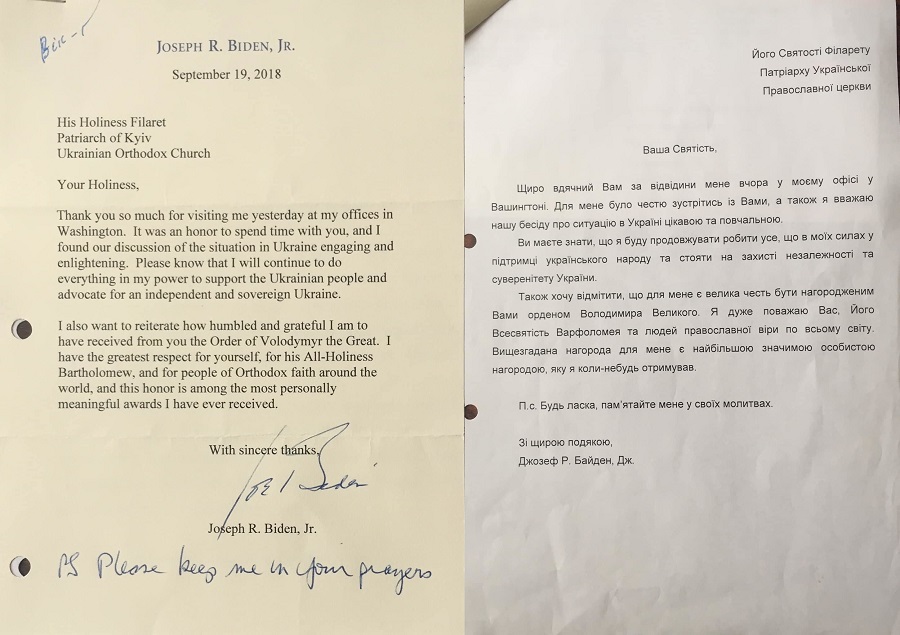 JOSEPH R. BIDEN, JR.
September 19, 2018
His Holiness Filaret
Patriarch of Kyiv
Ukrainian Orthodox Church
Your Holiness,
Thank you so much for visiting me yesterday at my offices in
Washington. It was an honor to spend time with you, and I
found our discussion of the situation in Ukraine engaging and
enlightening. Please know that I will continue to do
everything in my power to support the Ukrainian people and
advocate for an independent and sovereign Ukraine.
I also want to reiterate how humbled and grateful I am to
have received from you the Order of Volodymyr the Great. I
have the greatest respect for yourself, for his All-Holiness
Bartholomew, and for people of Orthodox faith around the
world, and this honor is among the most personally
meaningful awards I have ever received.
With sincere thanks,
Joe Biden
Joseph R. Biden, Jr.
PS Please keep me in your prayers
Його Святості Філарету
Патріарху Української
Православної церкви
Ваша Святість,
Щиро вдячний Вам за відвідини мене вчора у моєму офісі у
Вашингтоні. Для мене було честю зустрітись із Вами, а також я вважаю
нашу бесіду про ситуацію в Україні цікавою та повчальною.
Ви маєте знати, що я буду продовжувати робити усе, що в моїх силах у
підтримці українського народу та стояти на захисті незалежності та
суверенітету України.
Також хочу відмітити, що для мене є велика честь бути нагородженим
Вами орденом Володимира Великого. Я дуже поважаю Вас, Його
Всесвятість Варфоломея та людей православної віри по всьому світу.
Вищезгадана нагорода для мене є найбільшою значимою особистою
нагородою, яку я коли-небудь отримував.
П.с. Будь ласка, пам'ятайте мене у своїх молитвах.
Зі щирою подякою,
Джозеф Р. Байден, Дж.